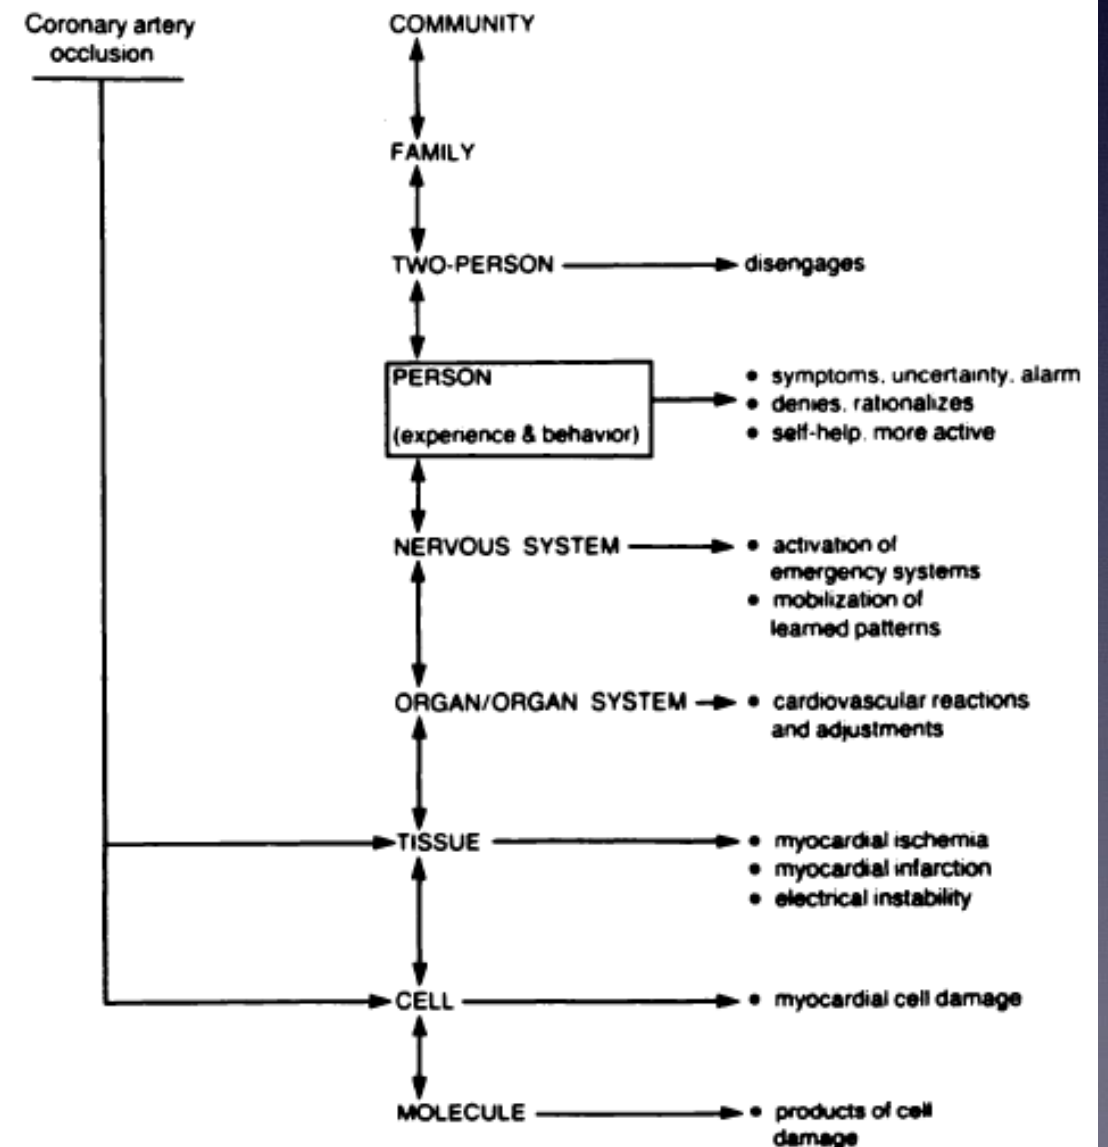 Coronary artery
occlusion
COMMUNITY
FAMILY
TWO-PERSON
disengages
PERSON
(experience & behavior)
• symptoms, uncertainty, alarm
• denies, rationalizes
• self-help, more active
NERVOUS SYSTEM
• activation of
emergency systems
• mobilization of
learned patterns
ORGAN/ORGAN SYSTEM
• cardiovascular reactions
and adjustments
TISSUE
• myocardial ischemia
• myocardial infarction
• electrical instability
CELL
• myocardial cell damage
MOLECULE
• products of cell
damage